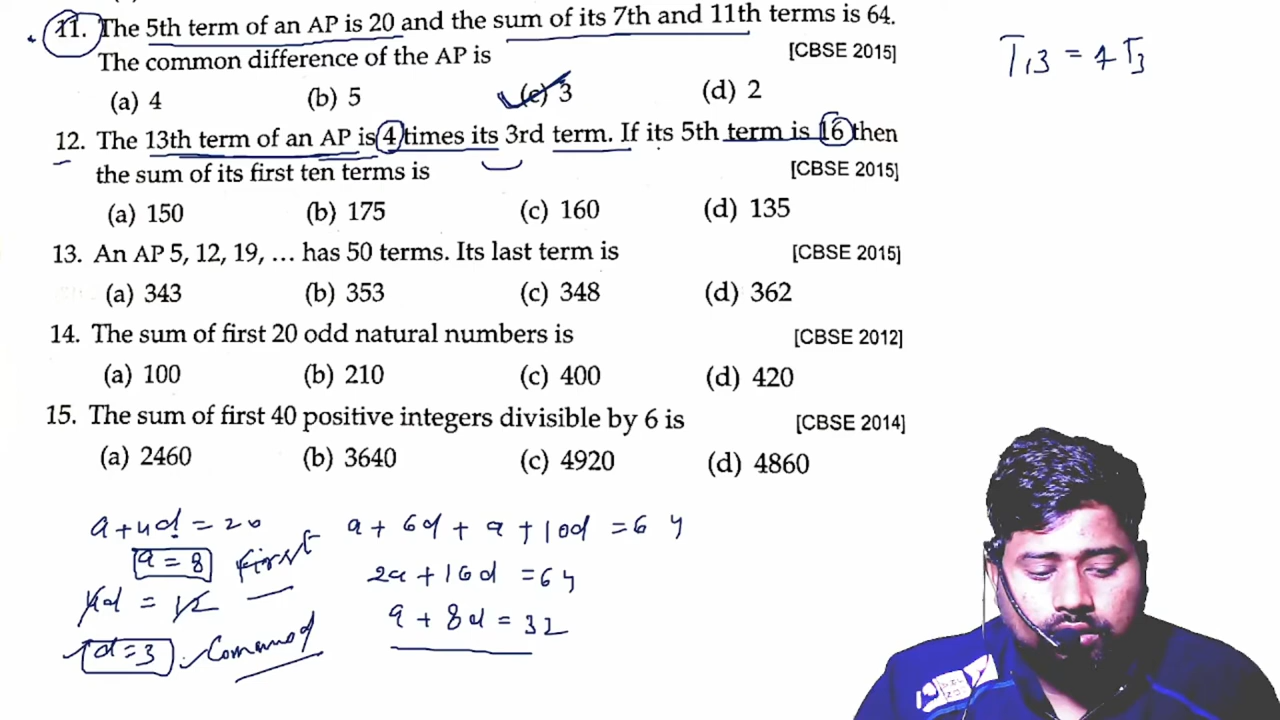 11. The 5th term of an AP is 20 and the sum of its 7th and 11th terms is 64.
The common difference of the AP is [CBSE 2015]
(a) 4 (b) 5 (c) 3 (d) 2
12. The 13th term of an AP is 4 times its 3rd term. If its 5th term is 16 then
the sum of its first ten terms is [CBSE 2015]
(a) 150 (b) 175 (c) 160 (d) 135
13. An AP 5, 12, 19, … has 50 terms. Its last term is [CBSE 2015]
(a) 343 (b) 353 (c) 348 (d) 362
14. The sum of first 20 odd natural numbers is [CBSE 2012]
(a) 100 (b) 210 (c) 400 (d) 420
15. The sum of first 40 positive integers divisible by 6 is [CBSE 2014]
(a) 2460 (b) 3640 (c) 4920 (d) 4860
T13 = 4T3
a + 4d = 20
a = 8 First
4d = 12
d = 3
a + 6d + a + 10d = 64
2a + 16d = 64
a + 8d = 32